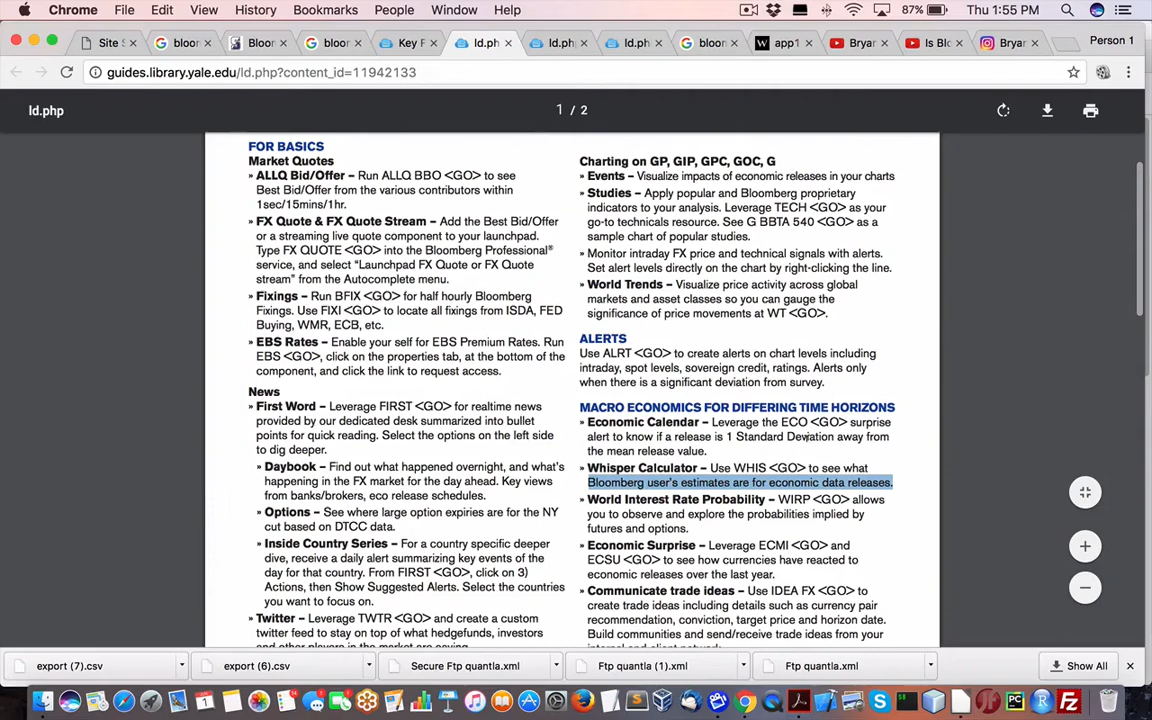 Chrome File Edit View History Bookmarks People Window Help 87% Thu 1:55 PM
Site S bloom Bloon bloon Key F ld.ph ld.ph ld.ph bloon app1 Bryar Is Blo Bryar Person 1
guides.library.yale.edu/ld.php?content_id=11942133
ld.php 1 / 2
FOR BASICS
Market Quotes
» ALLQ Bid/Offer – Run ALLQ BBO <GO> to see
Best Bid/Offer from the various contributors within
1sec/15mins/1hr.
» FX Quote & FX Quote Stream – Add the Best Bid/Offer
or a streaming live quote component to your launchpad.
Type FX QUOTE <GO> into the Bloomberg Professional®
service, and select “Launchpad FX Quote or FX Quote
stream” from the Autocomplete menu.
» Fixings – Run BFIX <GO> for half hourly Bloomberg
Fixings. Use FIXI <GO> to locate all fixings from ISDA, FED
Buying, WMR, ECB, etc.
» EBS Rates – Enable your self for EBS Premium Rates. Run
EBS <GO>, click on the properties tab, at the bottom of the
component, and click the link to request access.
News
» First Word – Leverage FIRST <GO> for realtime news
provided by our dedicated desk summarized into bullet
points for quick reading. Select the options on the left side
to dig deeper.
» Daybook – Find out what happened overnight, and what’s
happening in the FX market for the day ahead. Key views
from banks/brokers, eco release schedules.
» Options – See where large option expiries are for the NY
cut based on DTCC data.
» Inside Country Series – For a country specific deeper
dive, receive a daily alert summarizing key events of the
day for that country. From FIRST <GO>, click on 3)
Actions, then Show Suggested Alerts. Select the countries
you want to focus on.
» Twitter – Leverage TWTR <GO> and create a custom
twitter feed to stay on top of what hedgefunds, investors
and other players in the market are saying.
Charting on GP, GIP, GPC, GOC, G
» Events – Visualize impacts of economic releases in your charts
» Studies – Apply popular and Bloomberg proprietary
indicators to your analysis. Leverage TECH <GO> as your
go-to technicals resource. See G BBTA 540 <GO> as a
sample chart of popular studies.
» Monitor intraday FX price and technical signals with alerts.
Set alert levels directly on the chart by right-clicking the line.
» World Trends – Visualize price activity across global
markets and asset classes so you can gauge the
significance of price movements at WT <GO>.
ALERTS
Use ALRT <GO> to create alerts on chart levels including
intraday, spot levels, sovereign credit, ratings. Alerts only
when there is a significant deviation from survey.
MACRO ECONOMICS FOR DIFFERING TIME HORIZONS
» Economic Calendar – Leverage the ECO <GO> surprise
alert to know if a release is 1 Standard Deviation away from
the mean release value.
» Whisper Calculator – Use WHIS <GO> to see what
Bloomberg user’s estimates are for economic data releases.
» World Interest Rate Probability – WIRP <GO> allows
you to observe and explore the probabilities implied by
futures and options.
» Economic Surprise – Leverage ECMI <GO> and
ECSU <GO> to see how currencies have reacted to
economic releases over the last year.
» Communicate trade ideas – Use IDEA FX <GO> to
create trade ideas including details such as currency pair
recommendation, conviction, target price and horizon date.
Build communities and send/receive trade ideas from your
export (7).csv export (6).csv Secure Ftp quantla.xml Ftp quantla (1).xml Ftp quantla.xml Show All